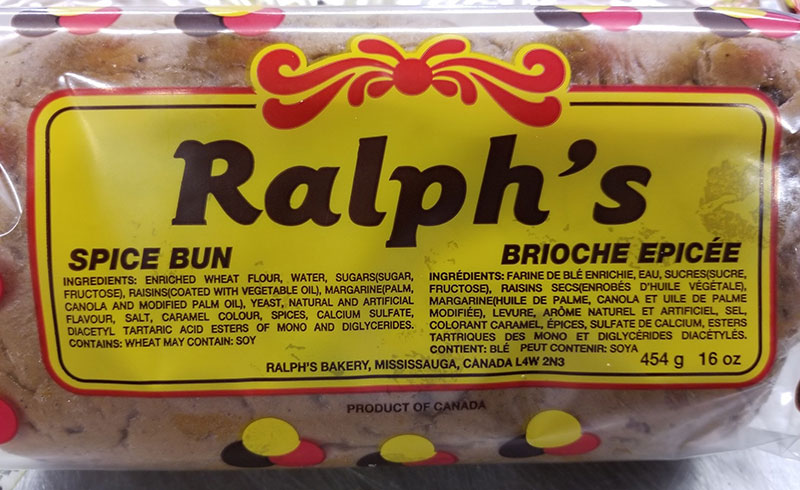 Ralph's
SPICE BUN
INGREDIENTS: ENRICHED WHEAT FLOUR, WATER, SUGARS(SUGAR,
FRUCTOSE), RAISINS(COATED WITH VEGETABLE OIL), MARGARINE(PALM,
CANOLA AND MODIFIED PALM OIL), YEAST, NATURAL AND ARTIFICIAL
FLAVOUR, SALT, CARAMEL COLOUR, SPICES, CALCIUM SULFATE,
DIACETYL TARTARIC ACID ESTERS OF MONO AND DIGLYCERIDES.
CONTAINS: WHEAT MAY CONTAIN: SOY
BRIOCHE EPICÉE
INGRÉDIENTS: FARINE DE BLÉ ENRICHIE, EAU, SUCRES(SUCRE,
FRUCTOSE), RAISINS SECS(ENROBÉS D'HUILE VÉGÉTALE),
MARGARINE(HUILE DE PALME, CANOLA ET UILE DE PALME
MODIFIÉE), LEVURE, ARÔME NATUREL ET ARTIFICIEL, SEL,
COLORANT CARAMEL, ÉPICES, SULFATE DE CALCIUM, ESTERS
TARTRIQUES DES MONO ET DIGLYCÉRIDES DIACÉTYLÉS.
CONTIENT: BLÉ PEUT CONTENIR: SOYA
RALPH'S BAKERY, MISSISSAUGA, CANADA L4W 2N3
454 g 16 oz
PRODUCT OF CANADA